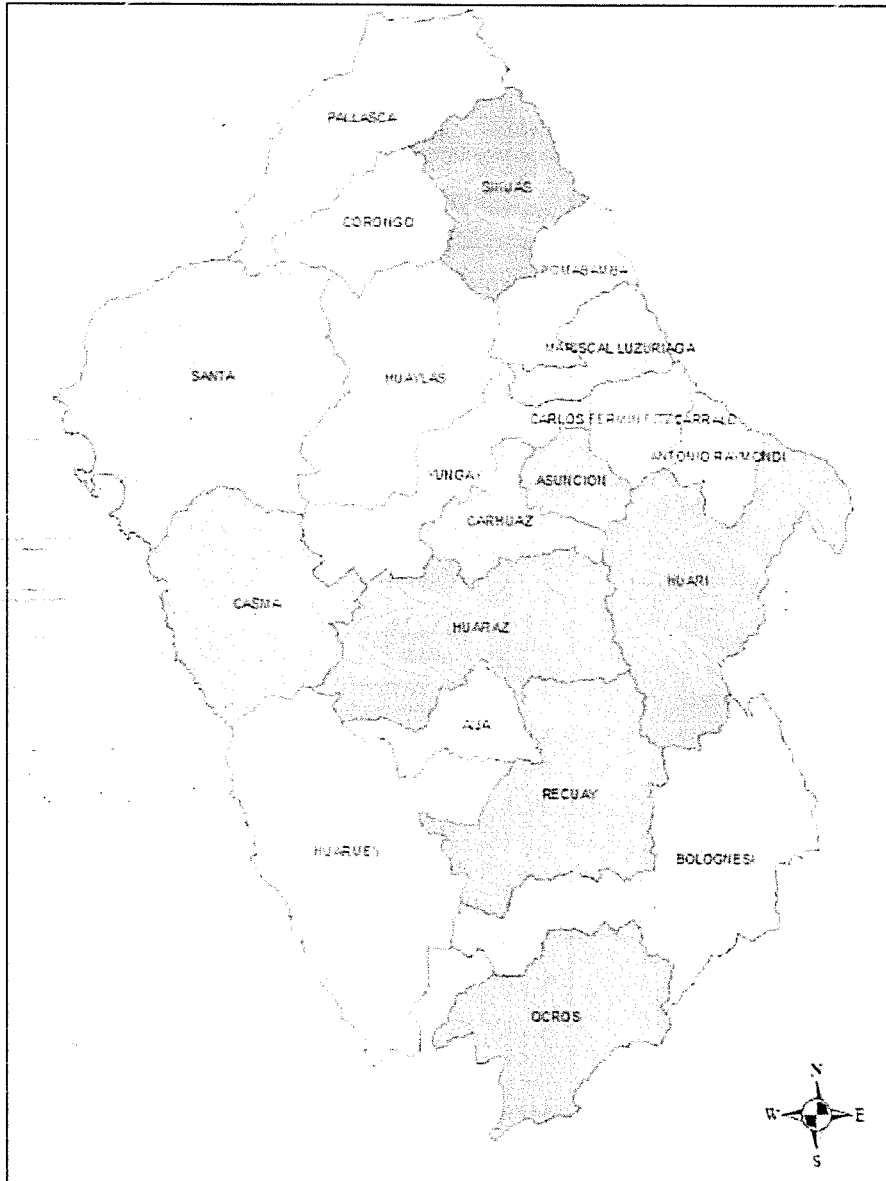 PALLASCA
SIHUAS
CORONGO
POMABAMBA
MARISCAL LUZURIAGA
SANTA
HUAYLAS
CARLOS FERMIN FITZCARRALD
ANTONIO RAYMONDI
YUNGAY
ASUNCION
CARHUAZ
HUARI
CASMA
HUARAZ
AIJA
RECUAY
HUARMEY
BOLOGNESI
OCROS
N
W E
S